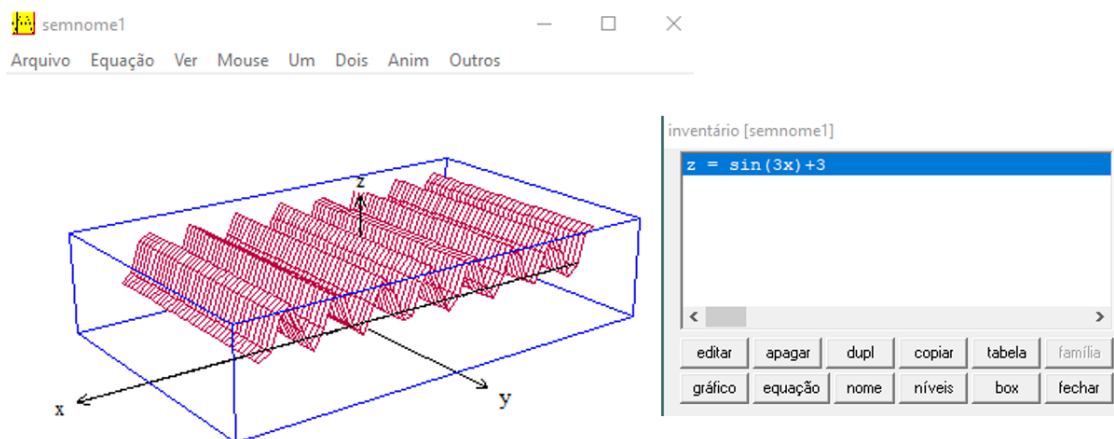 semnome1
Arquivo Equação Ver Mouse Um Dois Anim Outros
z
x
y
inventário [semnome1]
z = sin(3x)+3
editar apagar dupl copiar tabela família
gráfico equação nome níveis box fechar